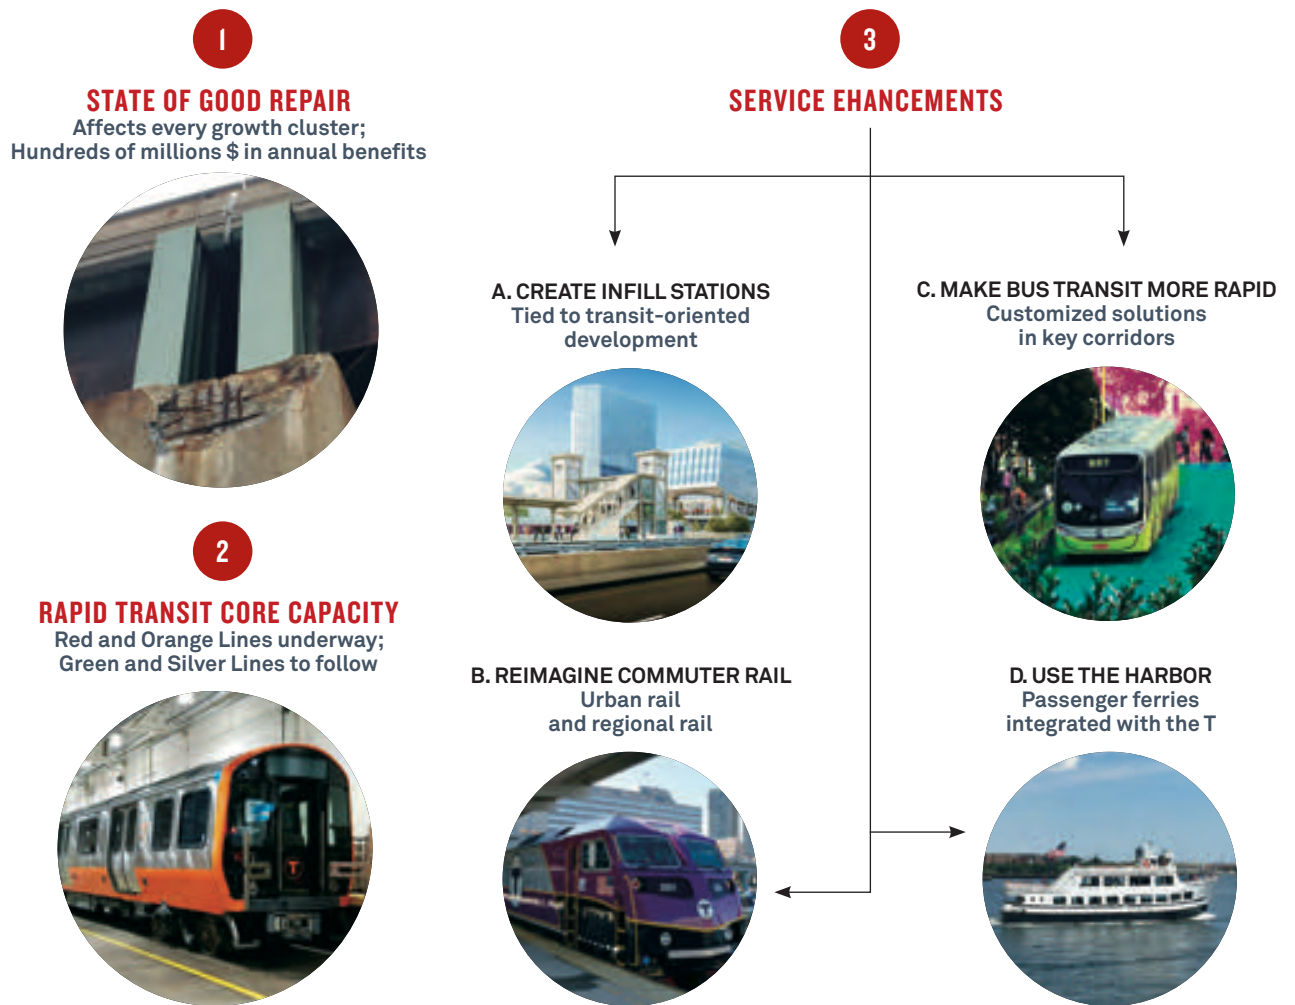 1
STATE OF GOOD REPAIR
Affects every growth cluster;
Hundreds of millions $ in annual benefits
2
RAPID TRANSIT CORE CAPACITY
Red and Orange Lines underway;
Green and Silver Lines to follow
T
3
SERVICE EHANCEMENTS
A. CREATE INFILL STATIONS
Tied to transit-oriented
development
B. REIMAGINE COMMUTER RAIL
Urban rail
and regional rail
T
C. MAKE BUS TRANSIT MORE RAPID
Customized solutions
in key corridors
D. USE THE HARBOR
Passenger ferries
integrated with the T